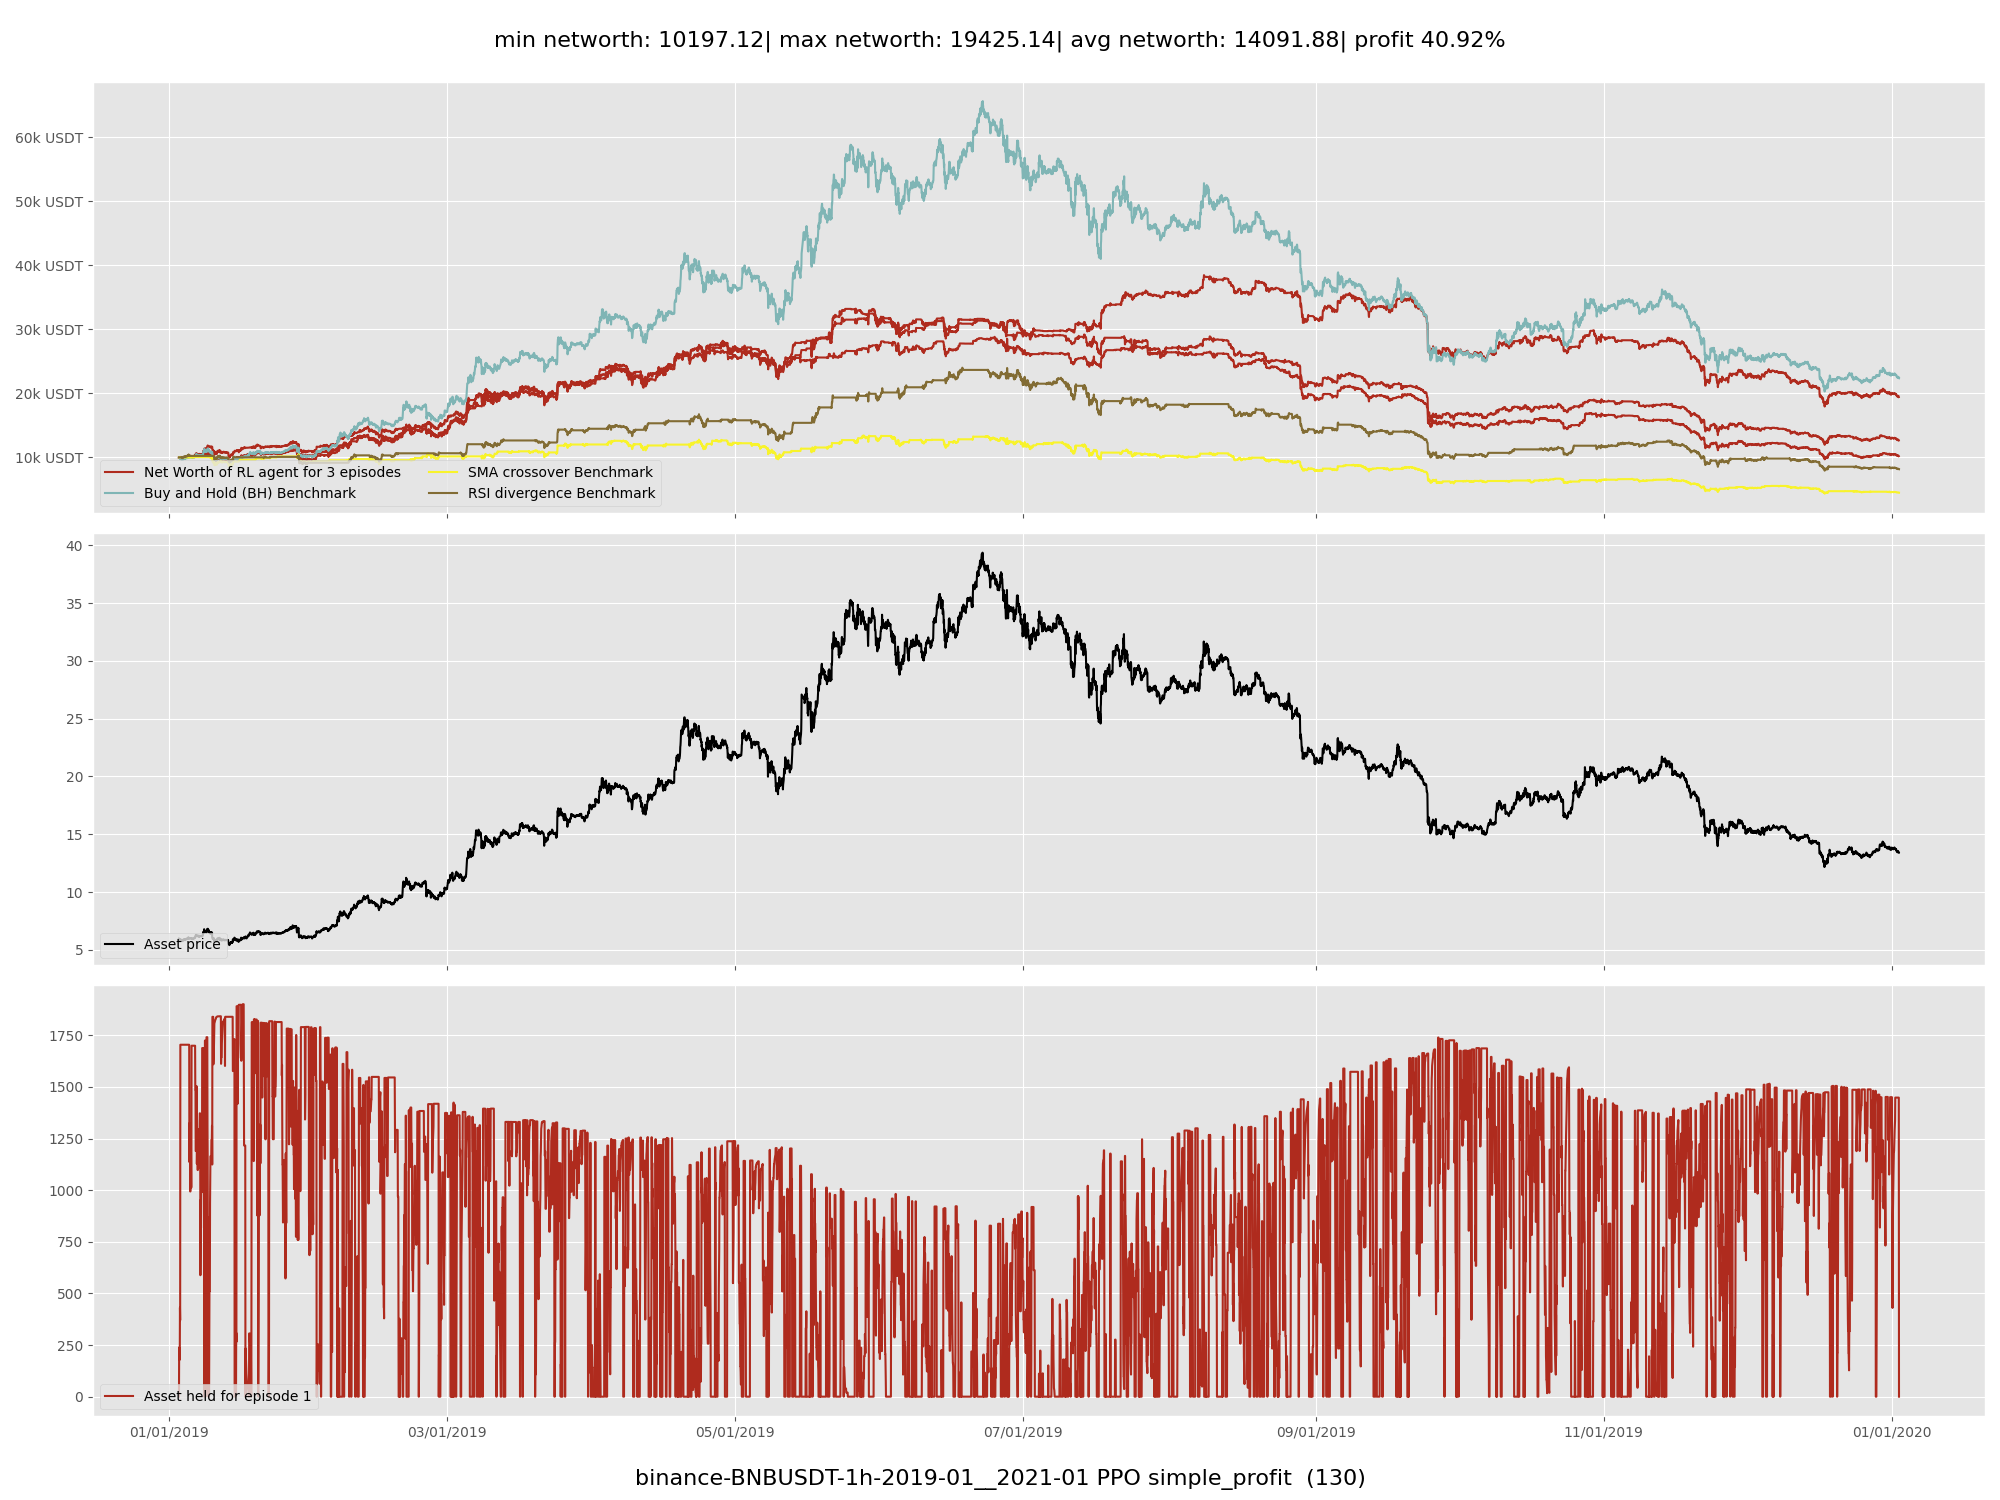 min networth: 10197.12| max networth: 19425.14| avg networth: 14091.88| profit 40.92%
60k USDT
50k USDT
40k USDT
30k USDT
20k USDT
10k USDT
Net Worth of RL agent for 3 episodes
Buy and Hold (BH) Benchmark
SMA crossover Benchmark
RSI divergence Benchmark
40
35
30
25
20
15
10
5
Asset price
1750
1500
1250
1000
750
500
250
0
Asset held for episode 1
01/01/2019 03/01/2019 05/01/2019 07/01/2019 09/01/2019 11/01/2019 01/01/2020
binance-BNBUSDT-1h-2019-01__2021-01 PPO simple_profit (130)